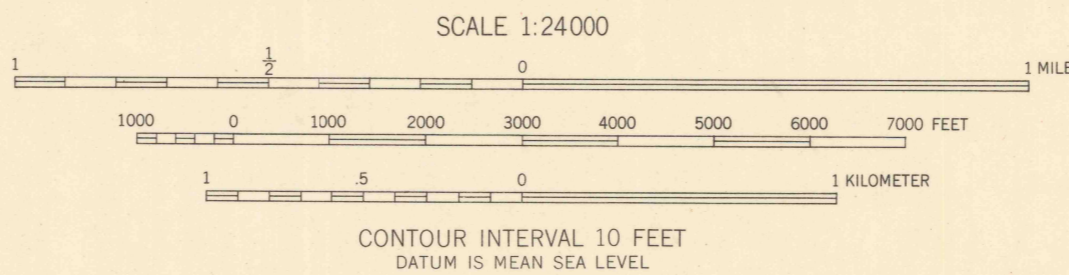 SCALE 1:24000
1 ½ 0 1 MILE
1000 0 1000 2000 3000 4000 5000 6000 7000 FEET
1 .5 0 1 KILOMETER
CONTOUR INTERVAL 10 FEET
DATUM IS MEAN SEA LEVEL